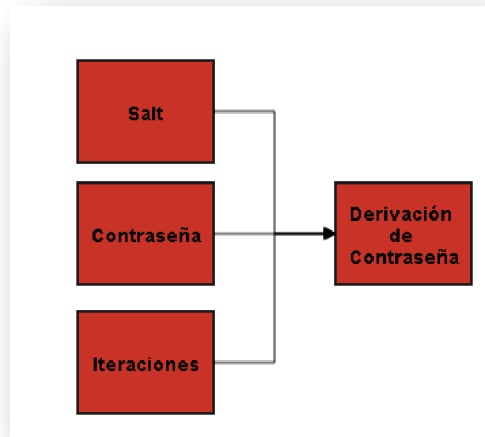 Salt
Contraseña
Derivación
de
Contraseña
Iteraciones